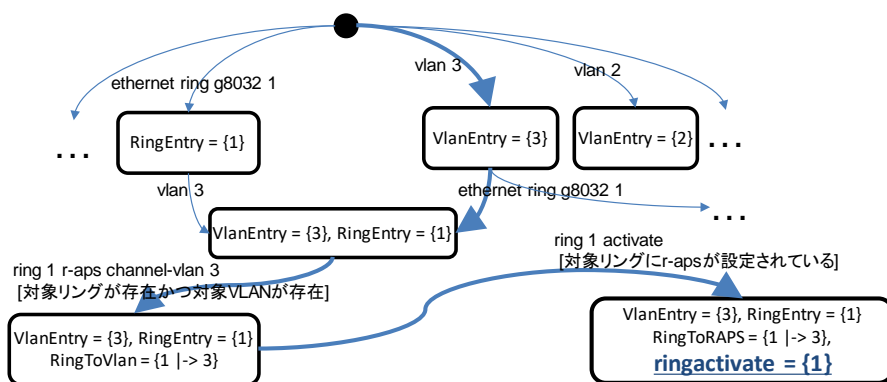 vlan 3
vlan 2
ethernet ring g8032 1
...
RingEntry = {1}
VlanEntry = {3}
VlanEntry = {2}
...
vlan 3
ethernet ring g8032 1
...
VlanEntry = {3}, RingEntry = {1}
ring 1 r-aps channel-vlan 3
[対象リングが存在かつ対象VLANが存在]
ring 1 activate
[対象リングにr-apsが設定されている]
VlanEntry = {3}, RingEntry = {1}
RingToVlan = {1 |-> 3}
VlanEntry = {3}, RingEntry = {1}
RingToRAPS = {1 |-> 3},
ringactivate = {1}